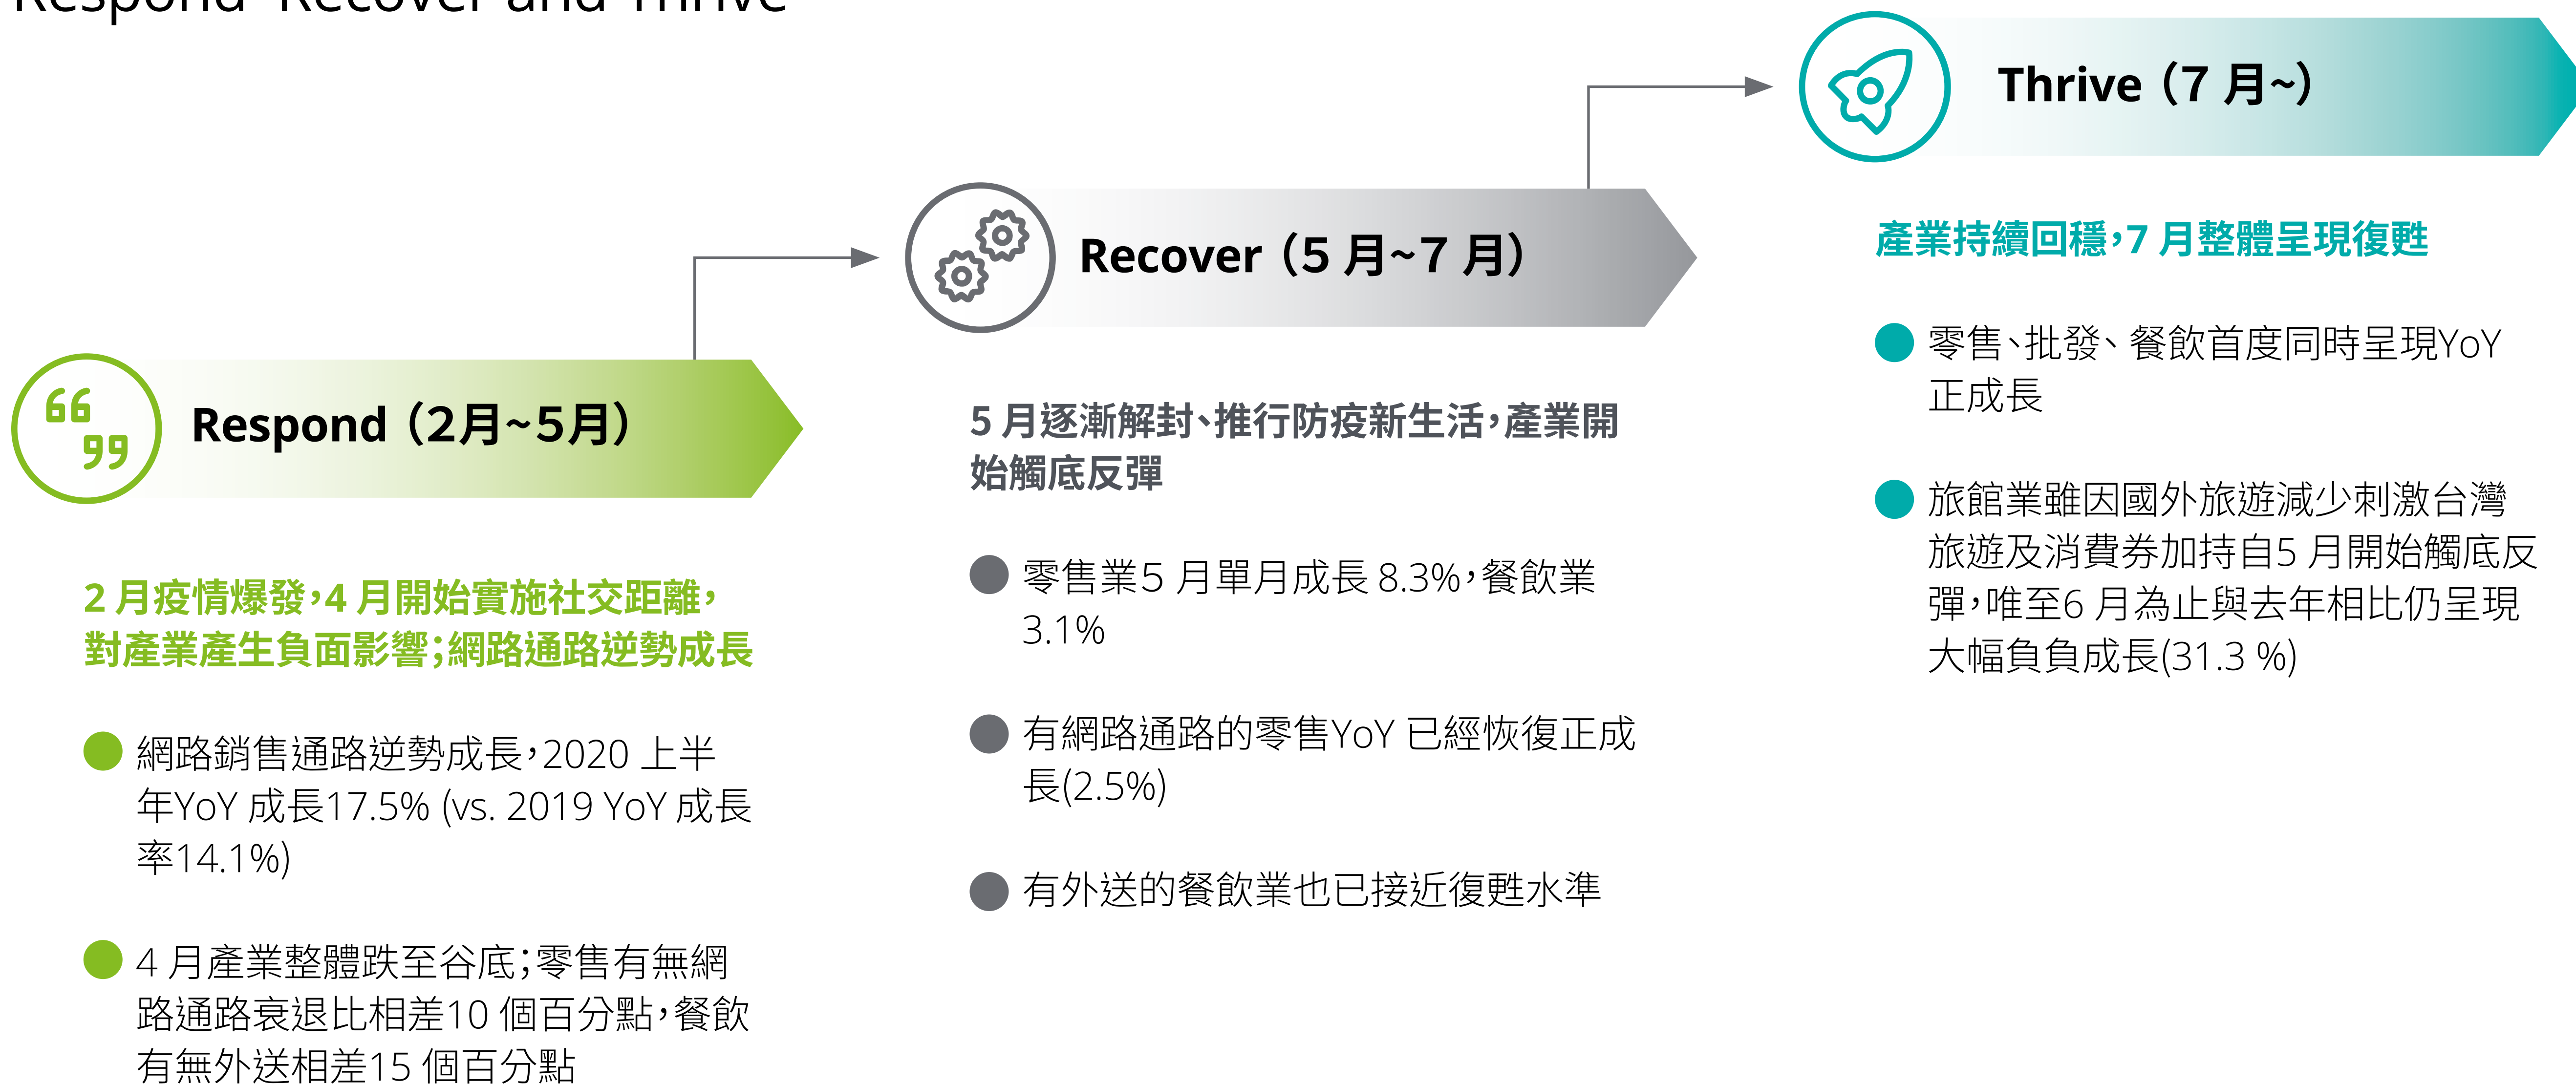 Respond Recover and Thrive
Respond（2月~5月）
2 月疫情爆發，4 月開始實施社交距離，
對產業產生負面影響；網路通路逆勢成長
網路銷售通路逆勢成長，2020 上半
年YoY 成長17.5% (vs. 2019 YoY 成長
率14.1%)
4 月產業整體跌至谷底；零售有無網
路通路衰退比相差10 個百分點，餐飲
有無外送相差15 個百分點
Recover（5 月~7 月）
5 月逐漸解封、推行防疫新生活，產業開
始觸底反彈
零售業5 月單月成長 8.3%，餐飲業
3.1%
有網路通路的零售YoY 已經恢復正成
長(2.5%)
有外送的餐飲業也已接近復甦水準
Thrive（7 月~）
產業持續回穩，7 月整體呈現復甦
零售、批發、餐飲首度同時呈現YoY
正成長
旅館業雖因國外旅遊減少刺激台灣
旅遊及消費券加持自5 月開始觸底反
彈，唯至6 月為止與去年相比仍呈現
大幅負負成長(31.3 %)